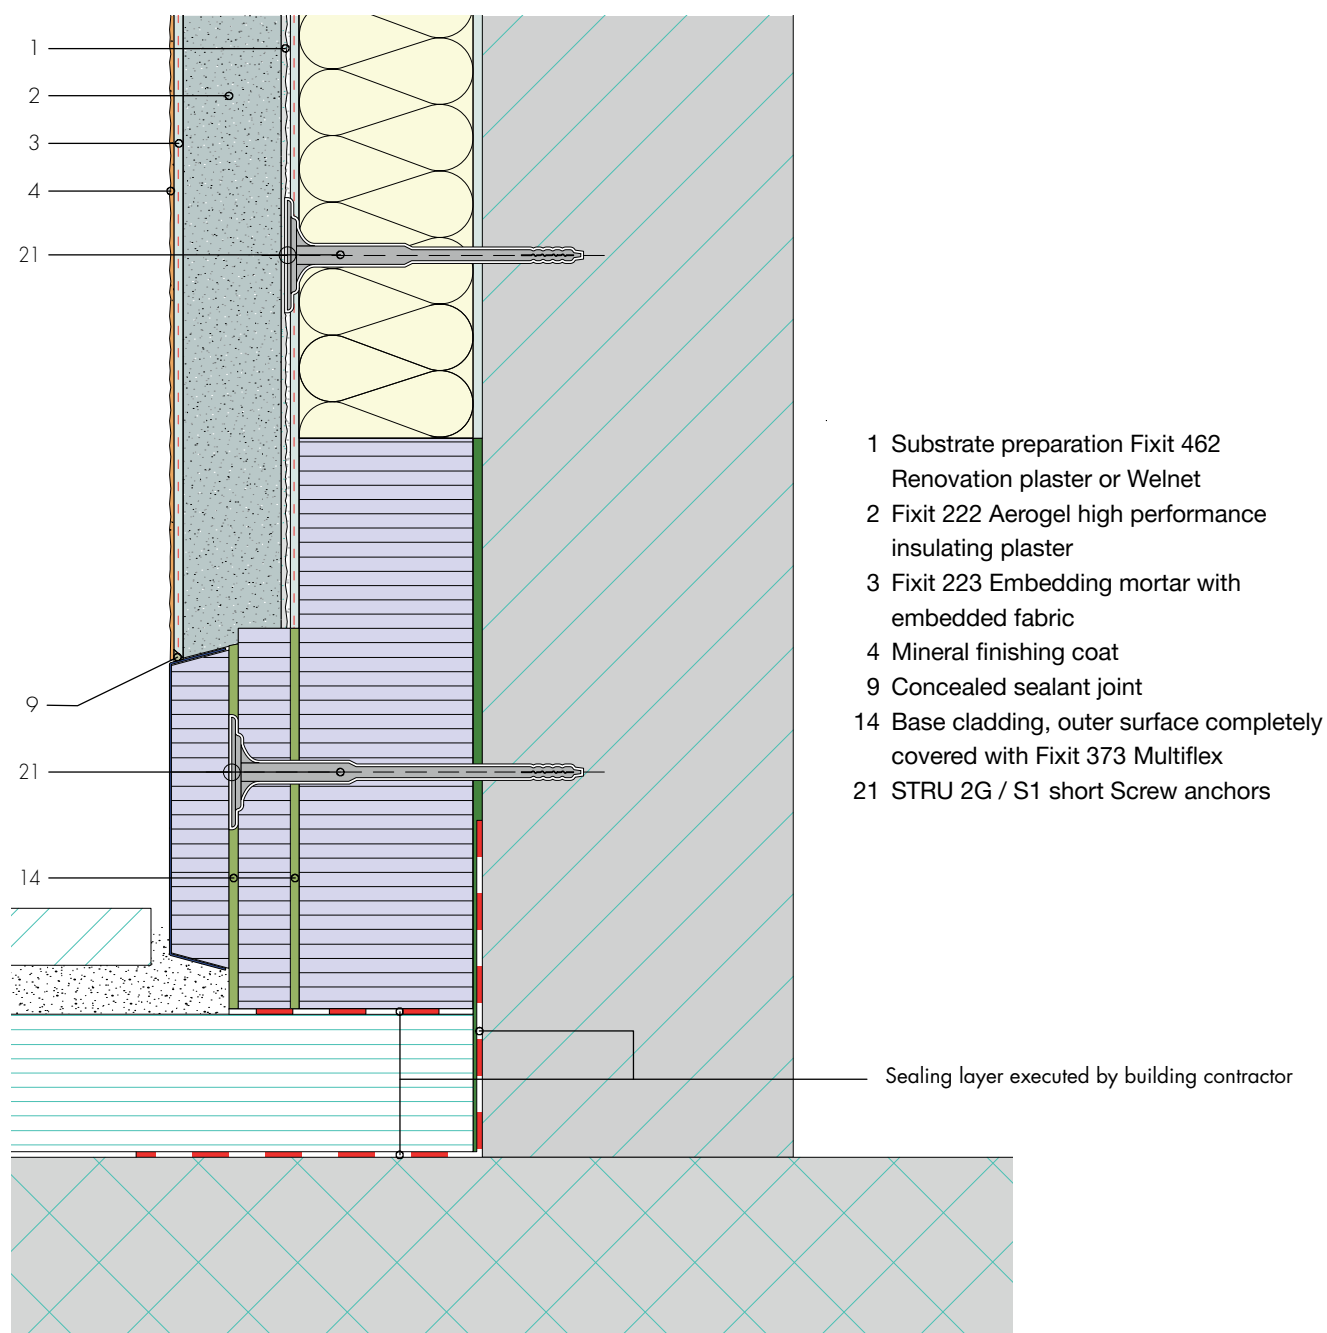 1
2
3
4
21
9
21
14
1 Substrate preparation Fixit 462
Renovation plaster or Welnet
2 Fixit 222 Aerogel high performance
insulating plaster
3 Fixit 223 Embedding mortar with
embedded fabric
4 Mineral finishing coat
9 Concealed sealant joint
14 Base cladding, outer surface completely
covered with Fixit 373 Multiflex
21 STRU 2G / S1 short Screw anchors
Sealing layer executed by building contractor